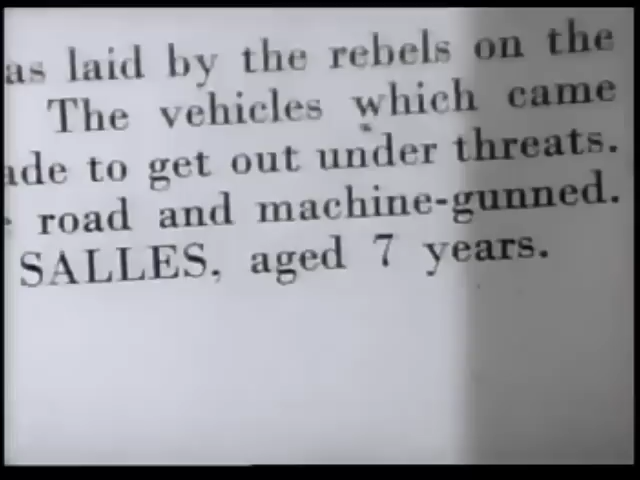 as laid by the rebels on the
The vehicles which came
ade to get out under threats.
road and machine-gunned.
SALLES, aged 7 years.